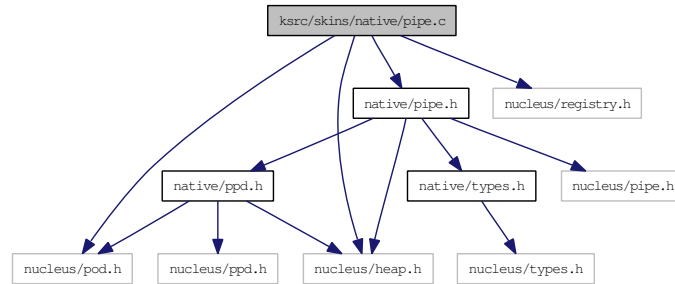 ksrc/skins/native/pipe.c
native/pipe.h
nucleus/registry.h
native/ppd.h
native/types.h
nucleus/pipe.h
nucleus/pod.h
nucleus/ppd.h
nucleus/heap.h
nucleus/types.h